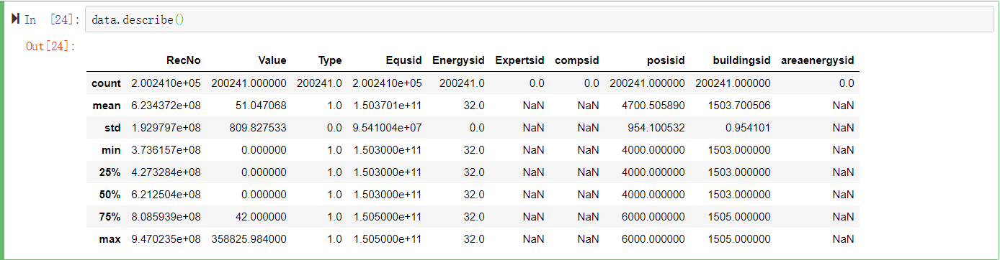 In [24]: data.describe()
Out[24]:
RecNo Value Type Equsid Energysid Expertsid compsid posisid buildingsid areaenergysid
count 2.002410e+05 200241.000000 200241.0 2.002410e+05 200241.0 0.0 0.0 200241.000000 200241.000000 0.0
mean 6.234372e+08 51.047068 1.0 1.503701e+11 32.0 NaN NaN 4700.505890 1503.700506 NaN
std 1.929797e+08 809.827533 0.0 9.541004e+07 0.0 NaN NaN 954.100532 0.954101 NaN
min 3.736157e+08 0.000000 1.0 1.503000e+11 32.0 NaN NaN 4000.000000 1503.000000 NaN
25% 4.273284e+08 0.000000 1.0 1.503000e+11 32.0 NaN NaN 4000.000000 1503.000000 NaN
50% 6.212504e+08 0.000000 1.0 1.503000e+11 32.0 NaN NaN 4000.000000 1503.000000 NaN
75% 8.085939e+08 42.000000 1.0 1.505000e+11 32.0 NaN NaN 6000.000000 1505.000000 NaN
max 9.470235e+08 358825.984000 1.0 1.505000e+11 32.0 NaN NaN 6000.000000 1505.000000 NaN